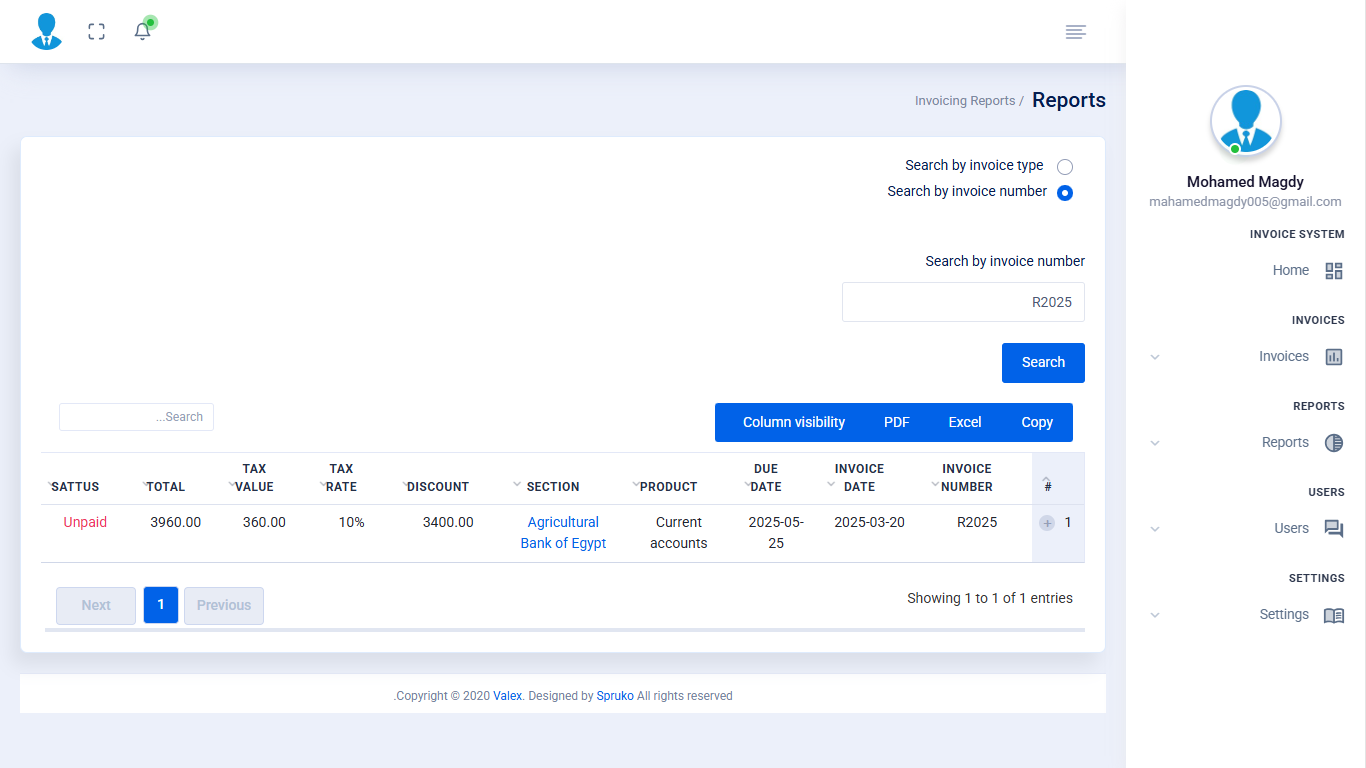 Invoicing Reports / Reports
Search by invoice type
Search by invoice number
Search by invoice number
R2025
Search
...Search
Column visibility PDF Excel Copy
SATTUS TOTAL TAX VALUE TAX RATE DISCOUNT SECTION PRODUCT DUE DATE INVOICE DATE INVOICE NUMBER #
Unpaid 3960.00 360.00 10% 3400.00 Agricultural Bank of Egypt Current accounts 2025-05-25 2025-03-20 R2025 1
Next 1 Previous
Showing 1 to 1 of 1 entries
.Copyright © 2020 Valex. Designed by Spruko All rights reserved
Mohamed Magdy
mahamedmagdy005@gmail.com
INVOICE SYSTEM
Home
INVOICES
Invoices
REPORTS
Reports
USERS
Users
SETTINGS
Settings